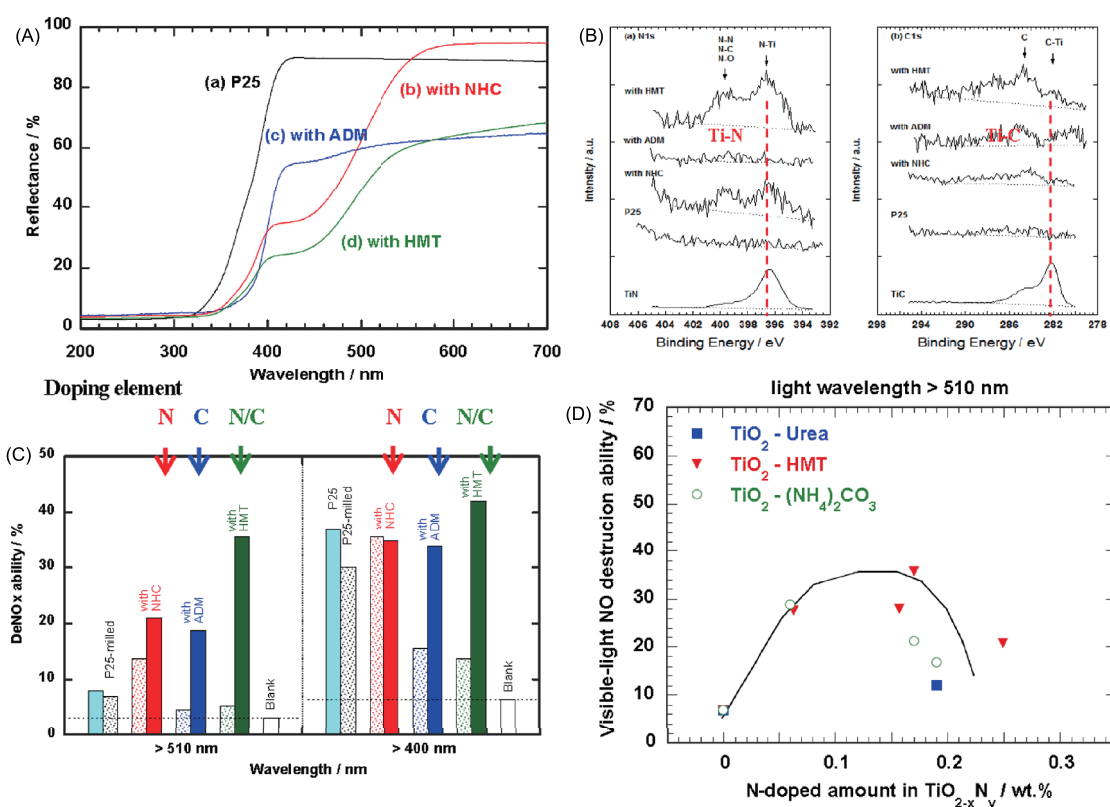 (A)
100
80
60
40
20
0
Reflectance / %
(a) P25
(b) with NHC
(c) with ADM
(d) with HMT
200 300 400 500 600 700
Wavelength / nm
(B)
(a) N1s
N-N
N-C
N-O
N-Ti
with HMT
Ti-N
with ADM
with NHC
P25
TiN
Intensity / a.u.
408 406 404 402 400 398 396 394 392
Binding Energy / eV
(b) C1s
C
C-Ti
with HMT
with ADM
Ti-C
with NHC
P25
TiC
Intensity / a.u.
298 294 290 286 282 278
Binding Energy / eV
Doping element
N C N/C N C N/C
(C)
50
40
30
20
10
0
DeNOx ability / %
P25-milled
with NHC
with ADM
with HMT
Blank
P25
P25-milled
with NHC
with ADM
with HMT
Blank
> 510 nm > 400 nm
Wavelength / nm
(D)
light wavelength > 510 nm
70
60
50
40
30
20
10
0
Visible-light NO destrucion ability / %
TiO2 - Urea
TiO2 - HMT
TiO2 - (NH4)2CO3
0 0.1 0.2 0.3
N-doped amount in TiO2-xNy / wt.%